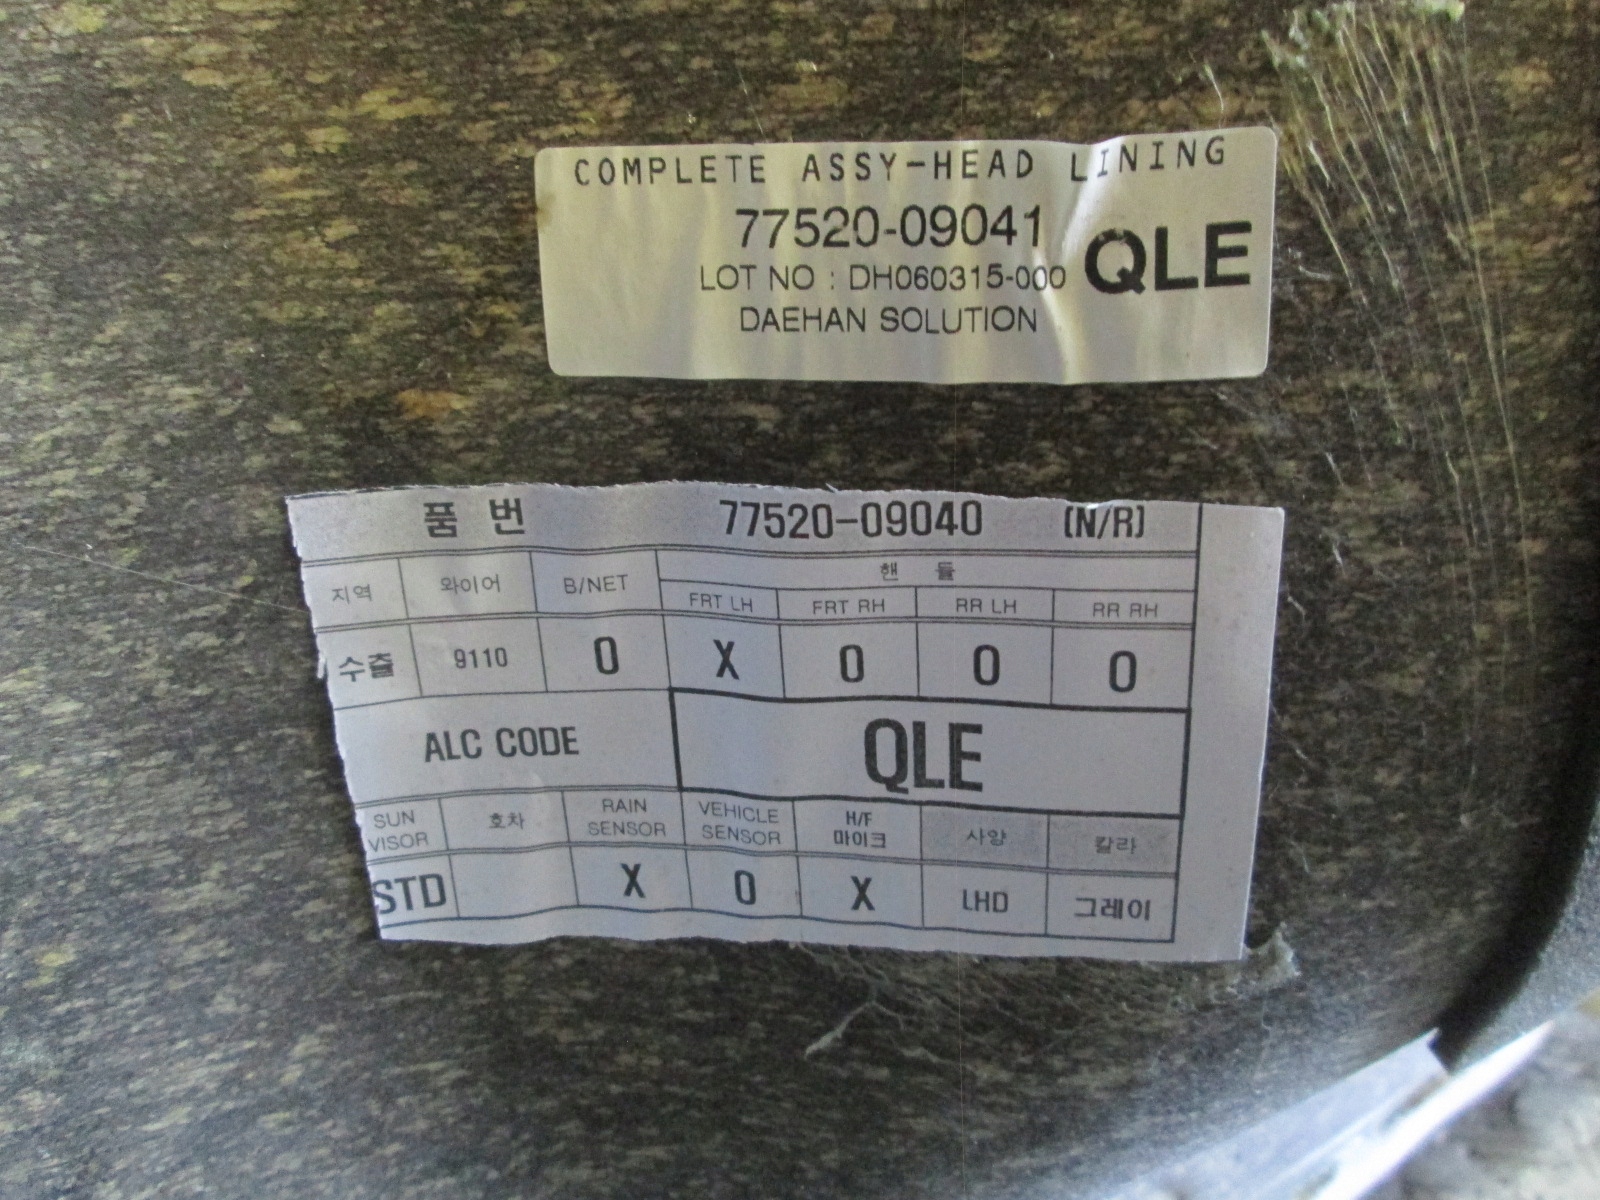 COMPLETE ASSY-HEAD LINING
77520-09041
QLE
LOT NO : DH060315-000
DAEHAN SOLUTION
품 번 77520-09040 (N/R)
지역 와이어 B/NET 핸 들
FRT LH FRT RH RR LH RR RH
수출 9110 0 X 0 0 0
ALC CODE QLE
SUN VISOR 호차 RAIN SENSOR VEHICLE SENSOR H/F 마이크 사양 칼라
STD X 0 X LHD 그레이